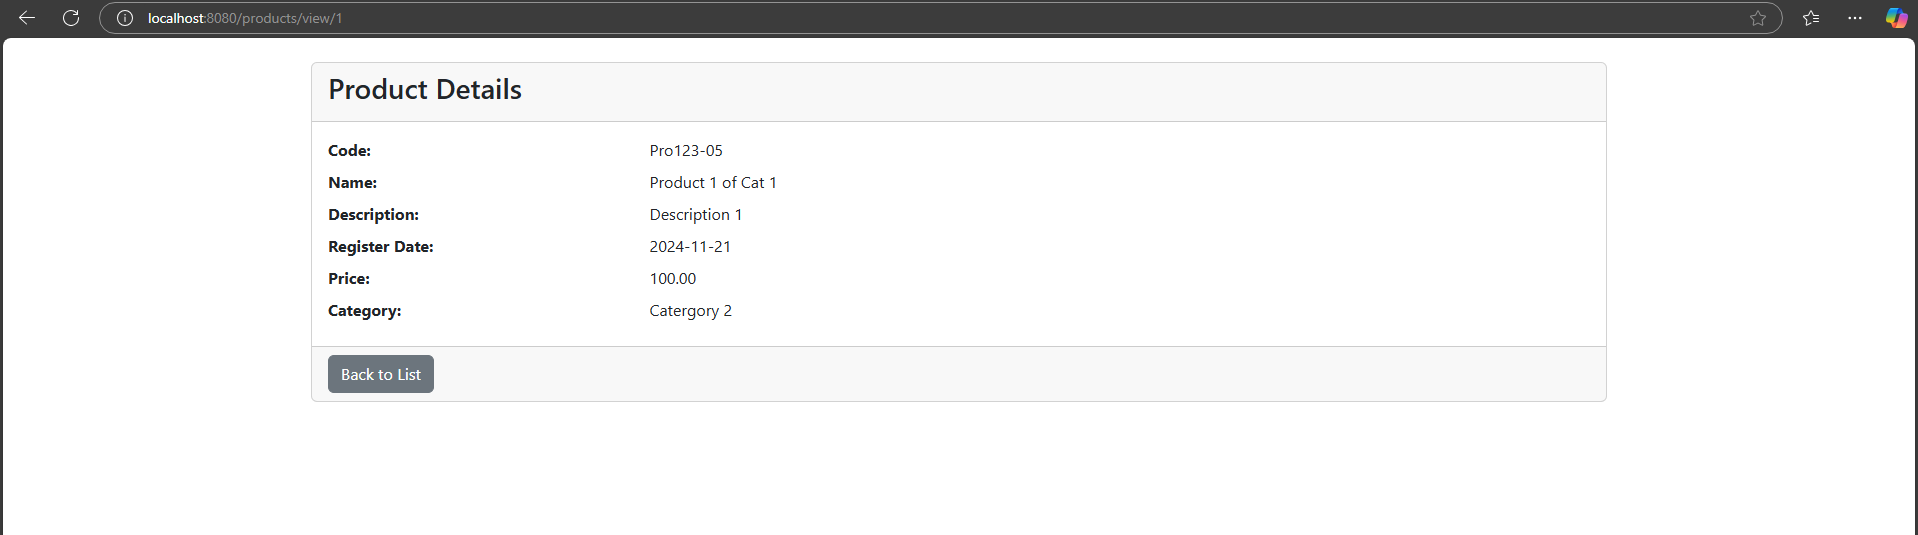 localhost:8080/products/view/1
Product Details
Code: Pro123-05
Name: Product 1 of Cat 1
Description: Description 1
Register Date: 2024-11-21
Price: 100.00
Category: Catergory 2
Back to List